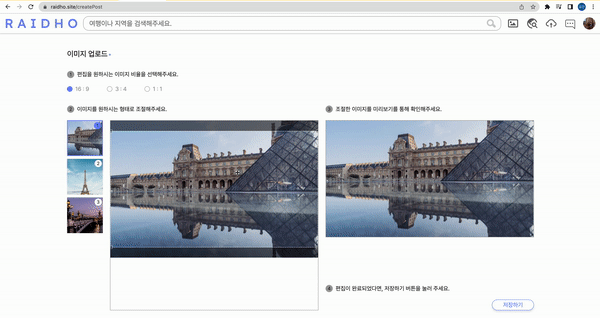 raidho.site/createPost
RAIDHO
여행이나 지역을 검색해주세요.
이미지 업로드
1 편집을 원하시는 이미지 비율을 선택해주세요.
16 : 9 3 : 4 1 : 1
2 이미지를 원하시는 형태로 조절해주세요.
3 조절한 이미지를 미리보기를 통해 확인해주세요.
1
2
3
4 편집이 완료되었다면, 저장하기 버튼을 눌러 주세요.
저장하기